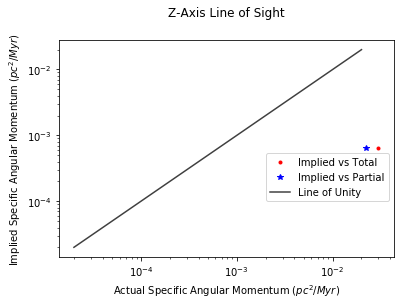 Z-Axis Line of Sight
Implied Specific Angular Momentum (pc²/Myr)
10⁻²
10⁻³
10⁻⁴
Implied vs Total
Implied vs Partial
Line of Unity
10⁻⁴ 10⁻³ 10⁻²
Actual Specific Angular Momentum (pc²/Myr)